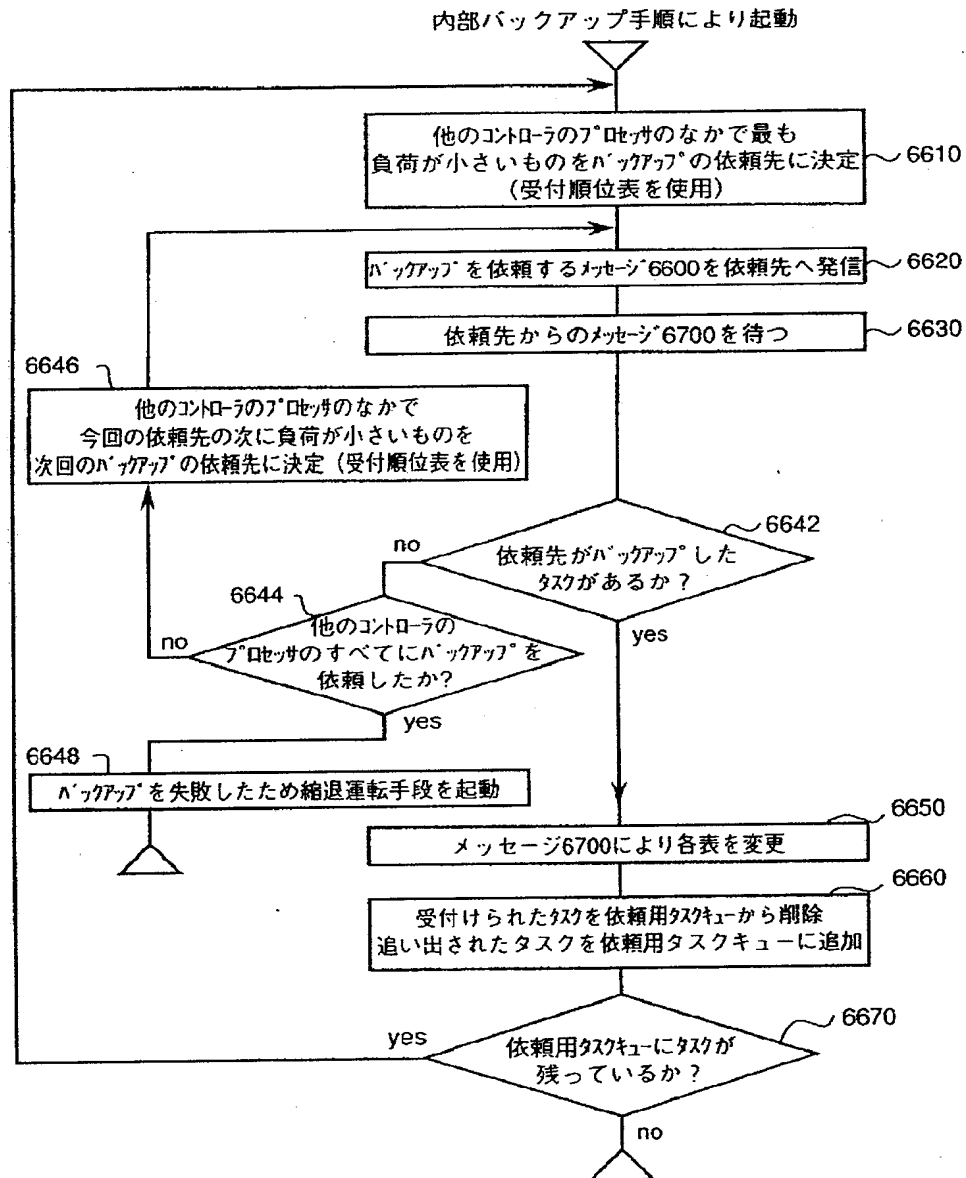 内部バックアップ手順により起動
他のコントローラのプロセッサのなかで最も
負荷が小さいものをバックアップの依頼先に決定
(受付順位表を使用)
6610
バックアップを依頼するメッセージ6600を依頼先へ発信
6620
依頼先からのメッセージ6700を待つ
6630
6646
他のコントローラのプロセッサのなかで
今回の依頼先の次に負荷が小さいものを
次回のバックアップの依頼先に決定(受付順位表を使用)
6642
依頼先がバックアップした
タスクがあるか?
no
yes
6644
他のコントローラの
プロセッサのすべてにバックアップを
依頼したか?
no
yes
6648
バックアップを失敗したため縮退運転手段を起動
6650
メッセージ6700により各表を変更
6660
受付けられたタスクを依頼用タスクキューから削除
追い出されたタスクを依頼用タスクキューに追加
6670
依頼用タスクキューにタスクが
残っているか?
yes
no